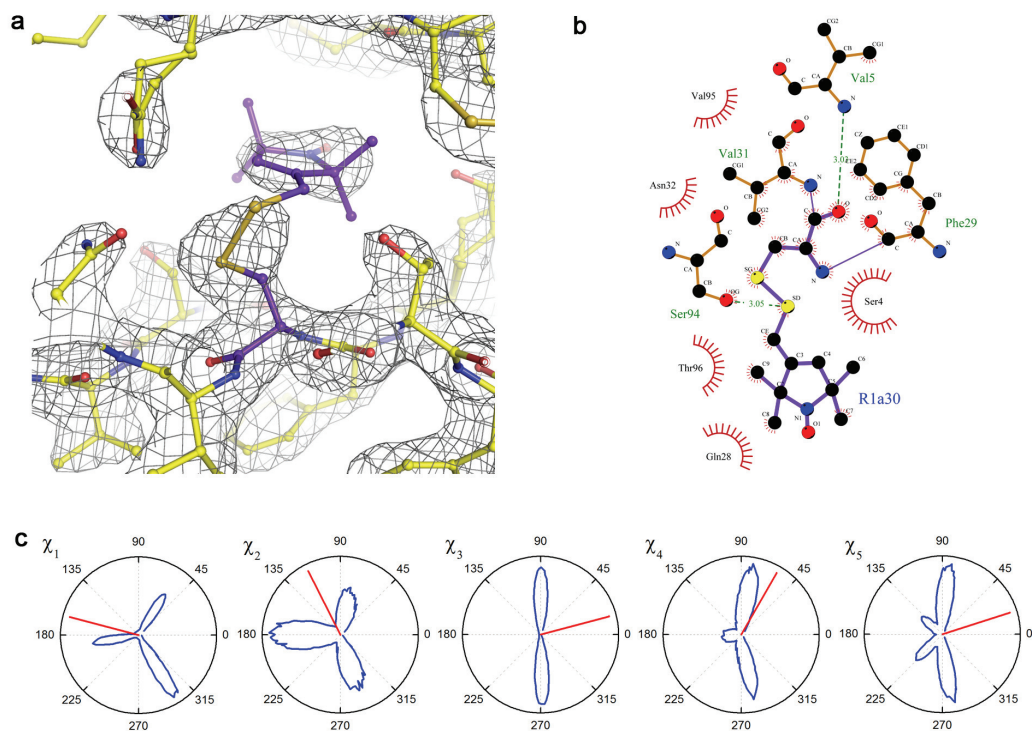 a
b
CG2
CG1
CB
O
C
CA
Val5
N
Val95
O
C
Val31
CG1
CA
CB
N
CG2
3.02
CZ
CE1
CE2
CD1
CG
CD2
CB
O
CA
C
N
Phe29
Asn32
O
C
N
CA
CB
OG
Ser94
3.05
C
O
CB
CA
N
SG
SD
Ser4
CE
C3
C4
C9
C5
C6
C8
N1
C7
O1
R1a30
Thr96
Gln28
c
χ1
90
135
45
180
0
225
315
270
χ2
90
135
45
180
0
225
315
270
χ3
90
135
45
180
0
225
315
270
χ4
90
135
45
180
0
225
315
270
χ5
90
135
45
180
0
225
315
270